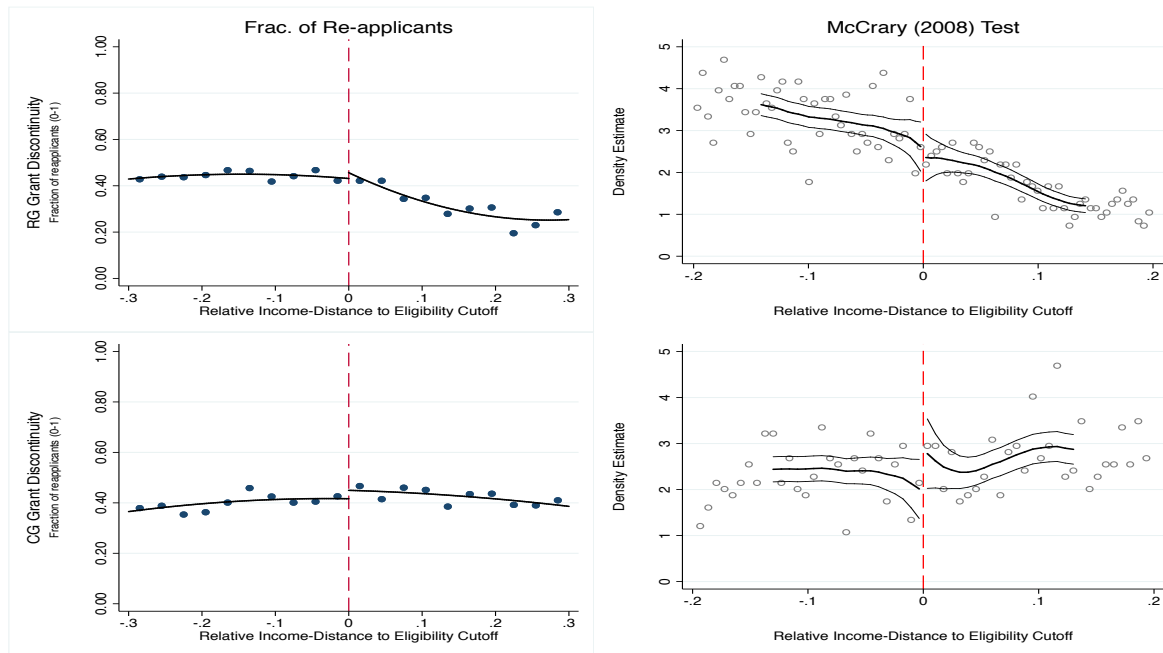 Frac. of Re-applicants
RG Grant Discontinuity
Fraction of reapplicants (0-1)
1.00
0.80
0.60
0.40
0.20
0.00
-.3 -.2 -.1 0 .1 .2 .3
Relative Income-Distance to Eligibility Cutoff
McCrary (2008) Test
Density Estimate
5
4
3
2
1
0
-.2 -.1 0 .1 .2
Relative Income-Distance to Eligibility Cutoff
CG Grant Discontinuity
Fraction of reapplicants (0-1)
1.00
0.80
0.60
0.40
0.20
0.00
-.3 -.2 -.1 0 .1 .2 .3
Relative Income-Distance to Eligibility Cutoff
Density Estimate
5
4
3
2
1
0
-.2 -.1 0 .1 .2
Relative Income-Distance to Eligibility Cutoff